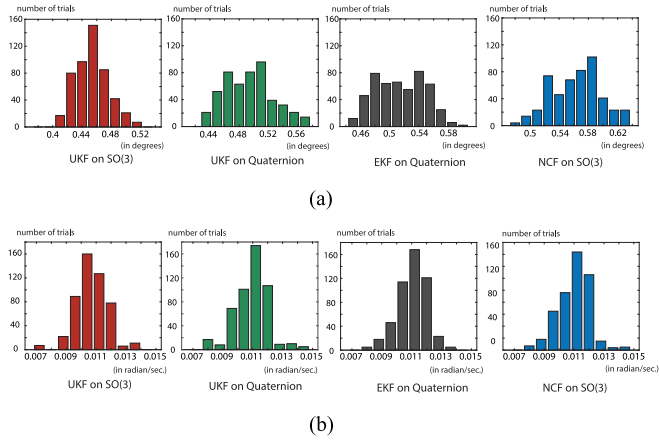 number of trials number of trials number of trials number of trials
160 160 160 160
120 120 120 120
80 80 80 80
40 40 40 40
0 0 0 0
0.4 0.44 0.48 0.52 0.44 0.48 0.52 0.56 0.46 0.5 0.54 0.58 0.5 0.54 0.58 0.62
(in degrees) (in degrees) (in degrees) (in degrees)
UKF on SO(3) UKF on Quaternion EKF on Quaternion NCF on SO(3)
(a)
number of trials number of trials number of trials number of trials
160 160 160 160
120 120 120 120
80 80 80 80
40 40 40 40
0 0 0 0
0.007 0.009 0.011 0.013 0.015 0.007 0.009 0.011 0.013 0.015 0.007 0.009 0.011 0.013 0.015 0.007 0.009 0.011 0.013 0.015
(in radian/sec.) (in radian/sec.) (in radian/sec.) (in radian/sec.)
UKF on SO(3) UKF on Quaternion EKF on Quaternion NCF on SO(3)
(b)